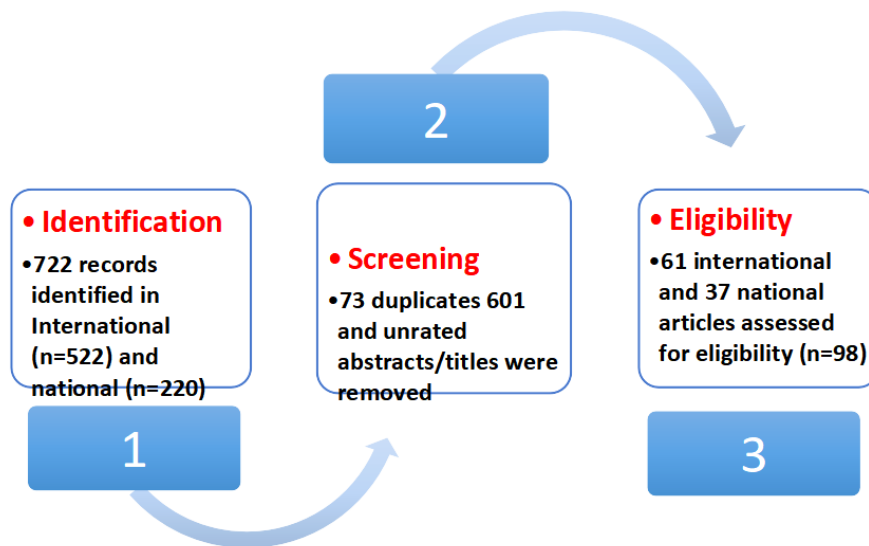 1
• Identification
•722 records
identified in
International
(n=522) and
national (n=220)
2
• Screening
•73 duplicates 601
and unrated
abstracts/titles were
removed
3
• Eligibility
•61 international
and 37 national
articles assessed
for eligibility (n=98)